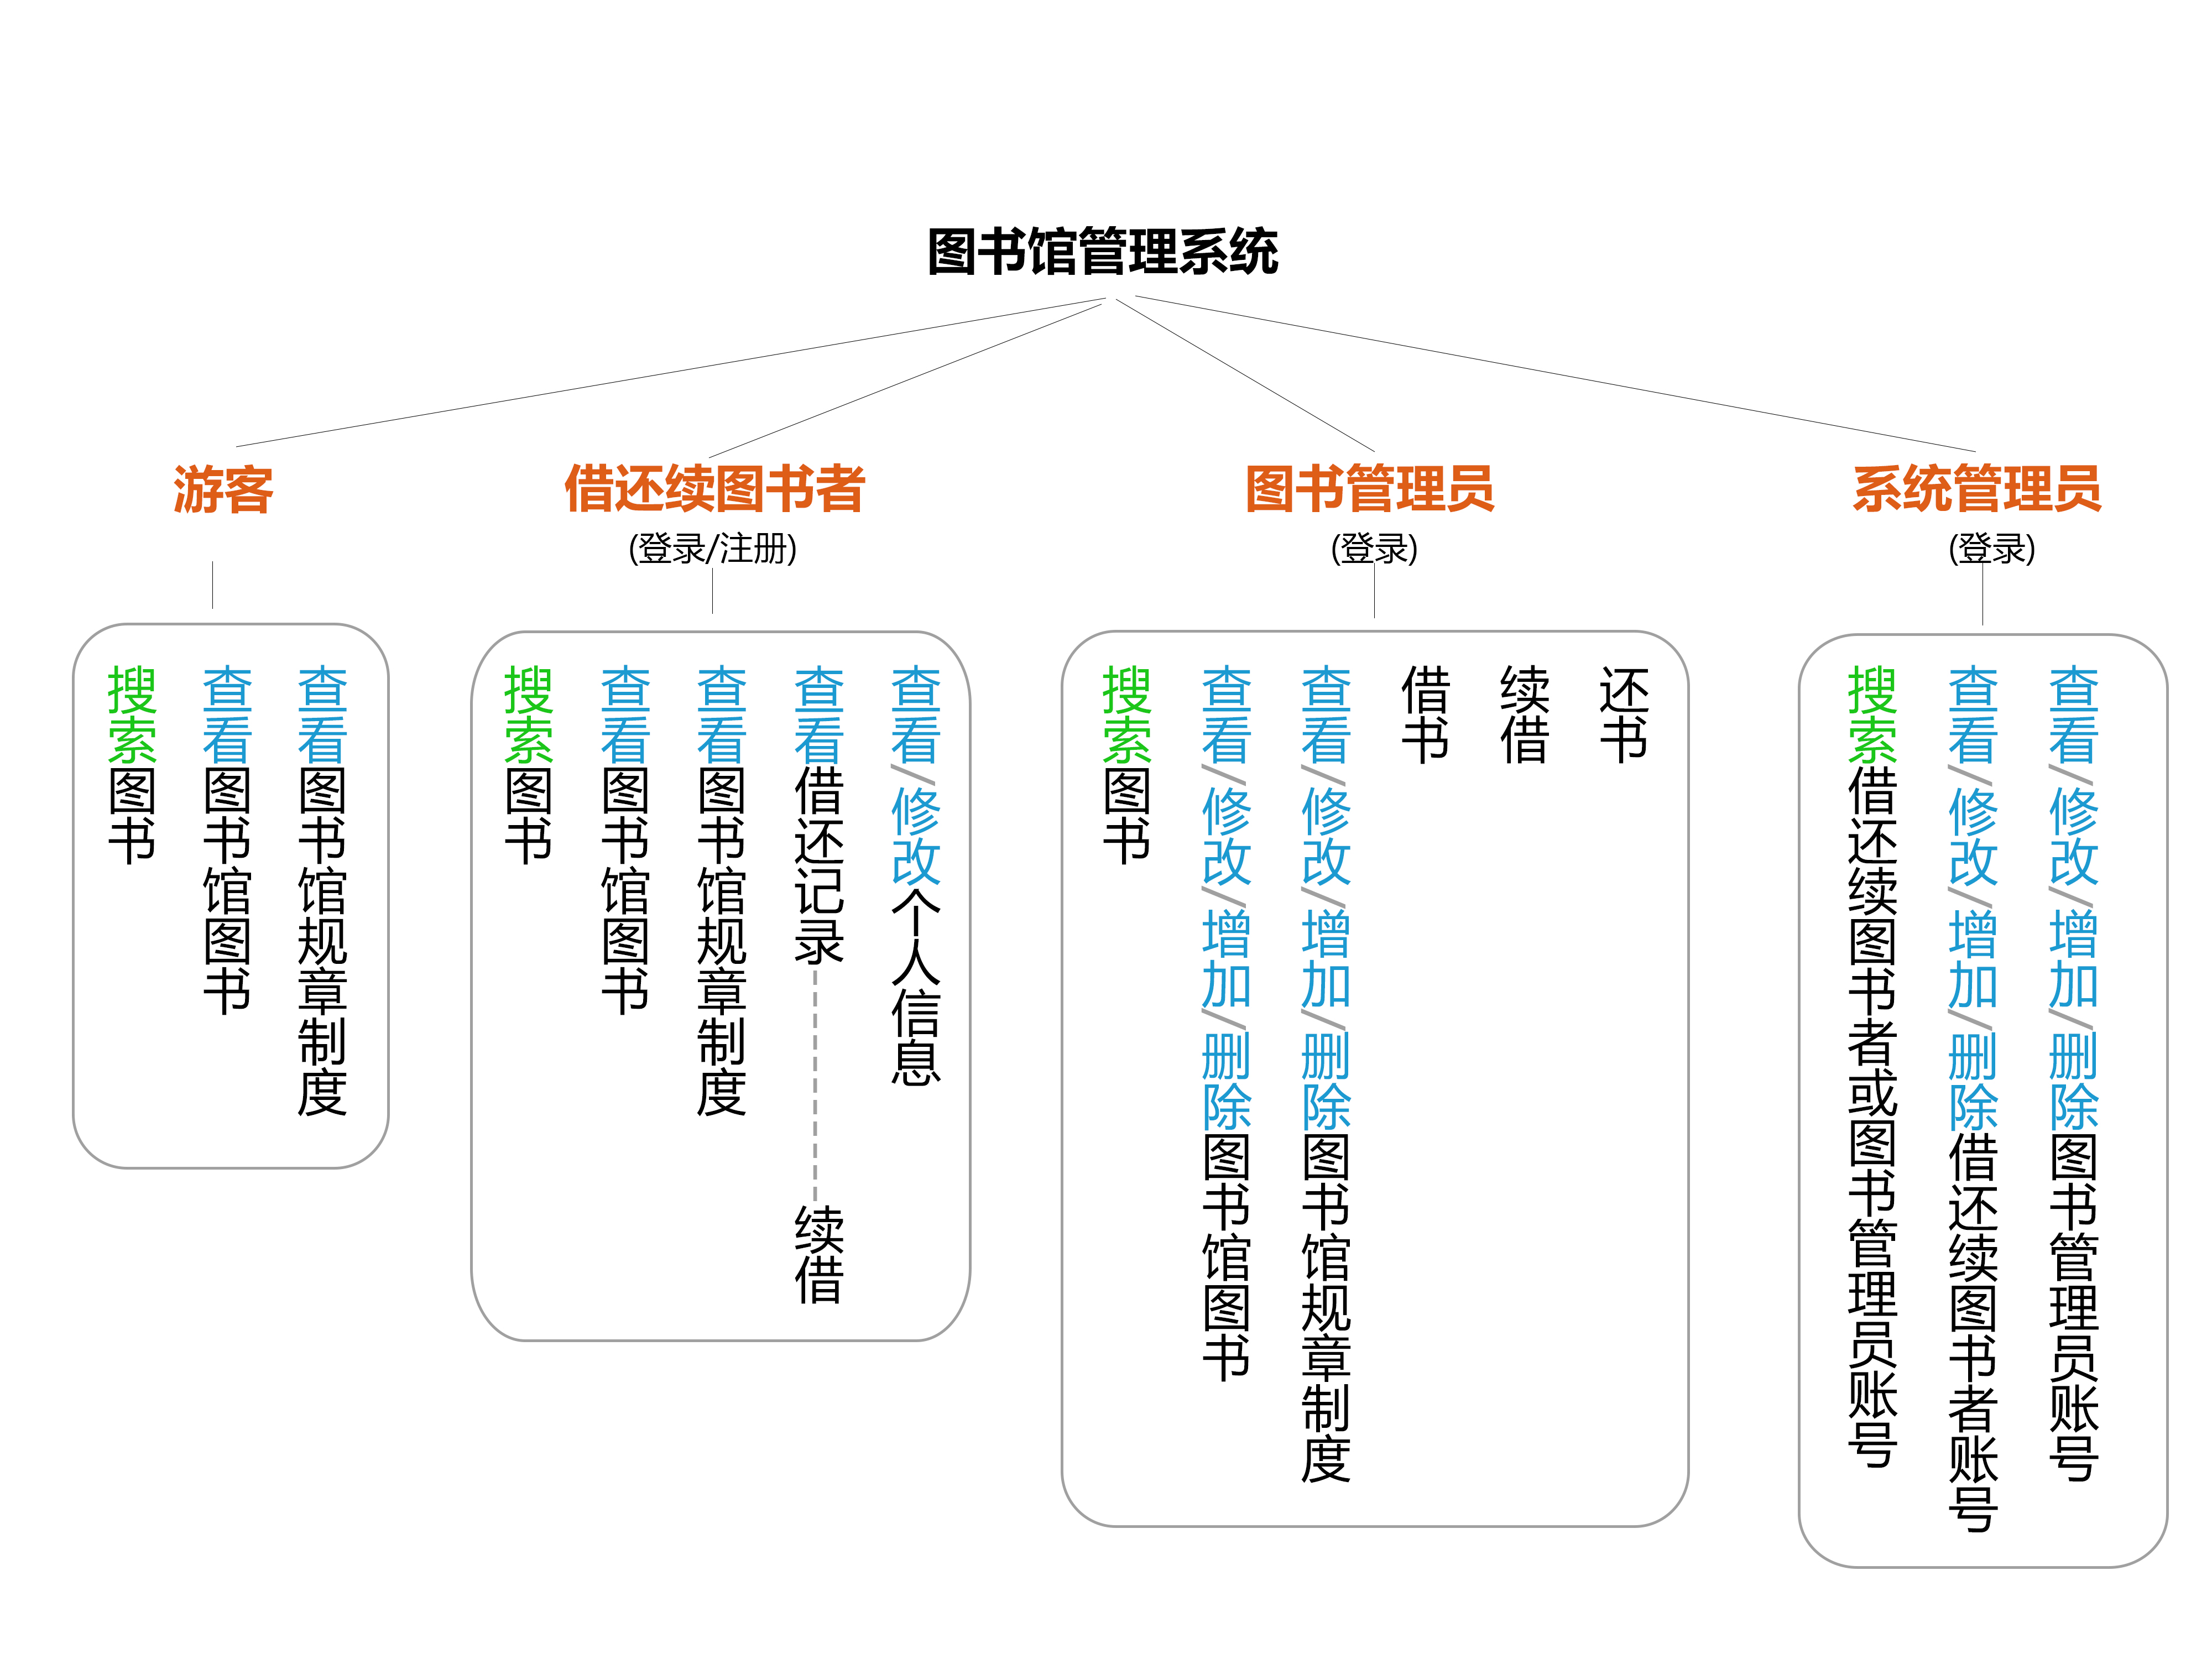 图书馆管理系统
游客
借还续图书者
(登录/注册)
图书管理员
(登录)
系统管理员
(登录)
搜索图书
查看图书馆图书
查看图书馆规章制度
搜索图书
查看图书馆图书
查看图书馆规章制度
查看借还记录
续借
查看/修改个人信息
搜索图书
查看/修改/增加/删除图书馆图书
查看/修改/增加/删除图书馆规章制度
借书
续借
还书
搜索借还续图书者或图书管理员账号
查看/修改/增加/删除借还续图书者账号
查看/修改/增加/删除图书管理员账号